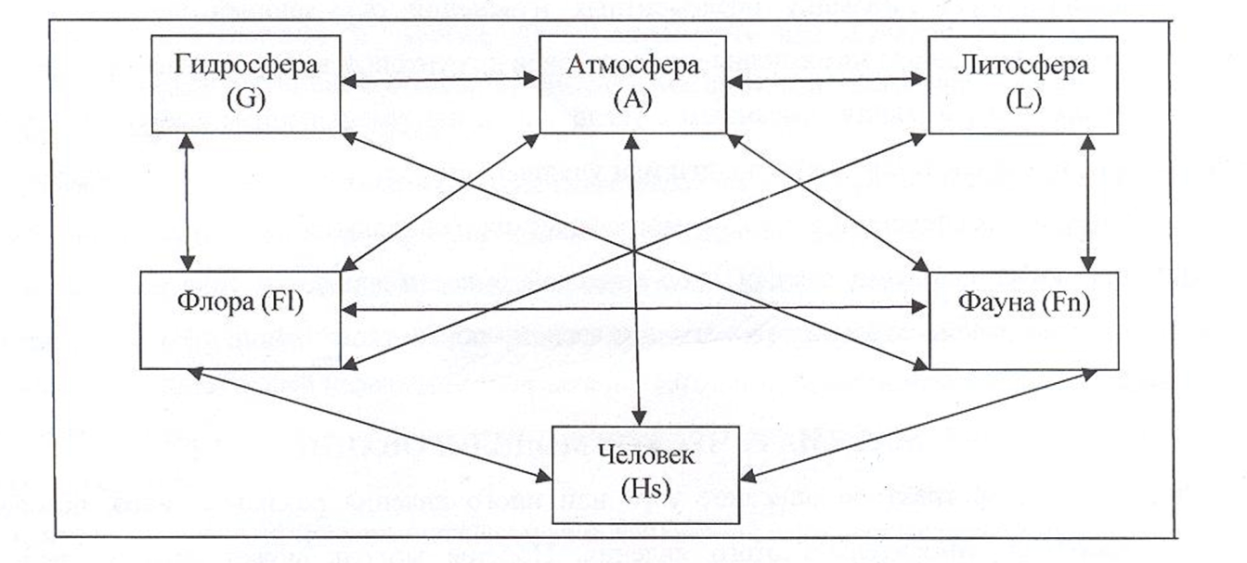 Гидросфера
(G)
Атмосфера
(A)
Литосфера
(L)
Флора (Fl)
Фауна (Fn)
Человек
(Hs)